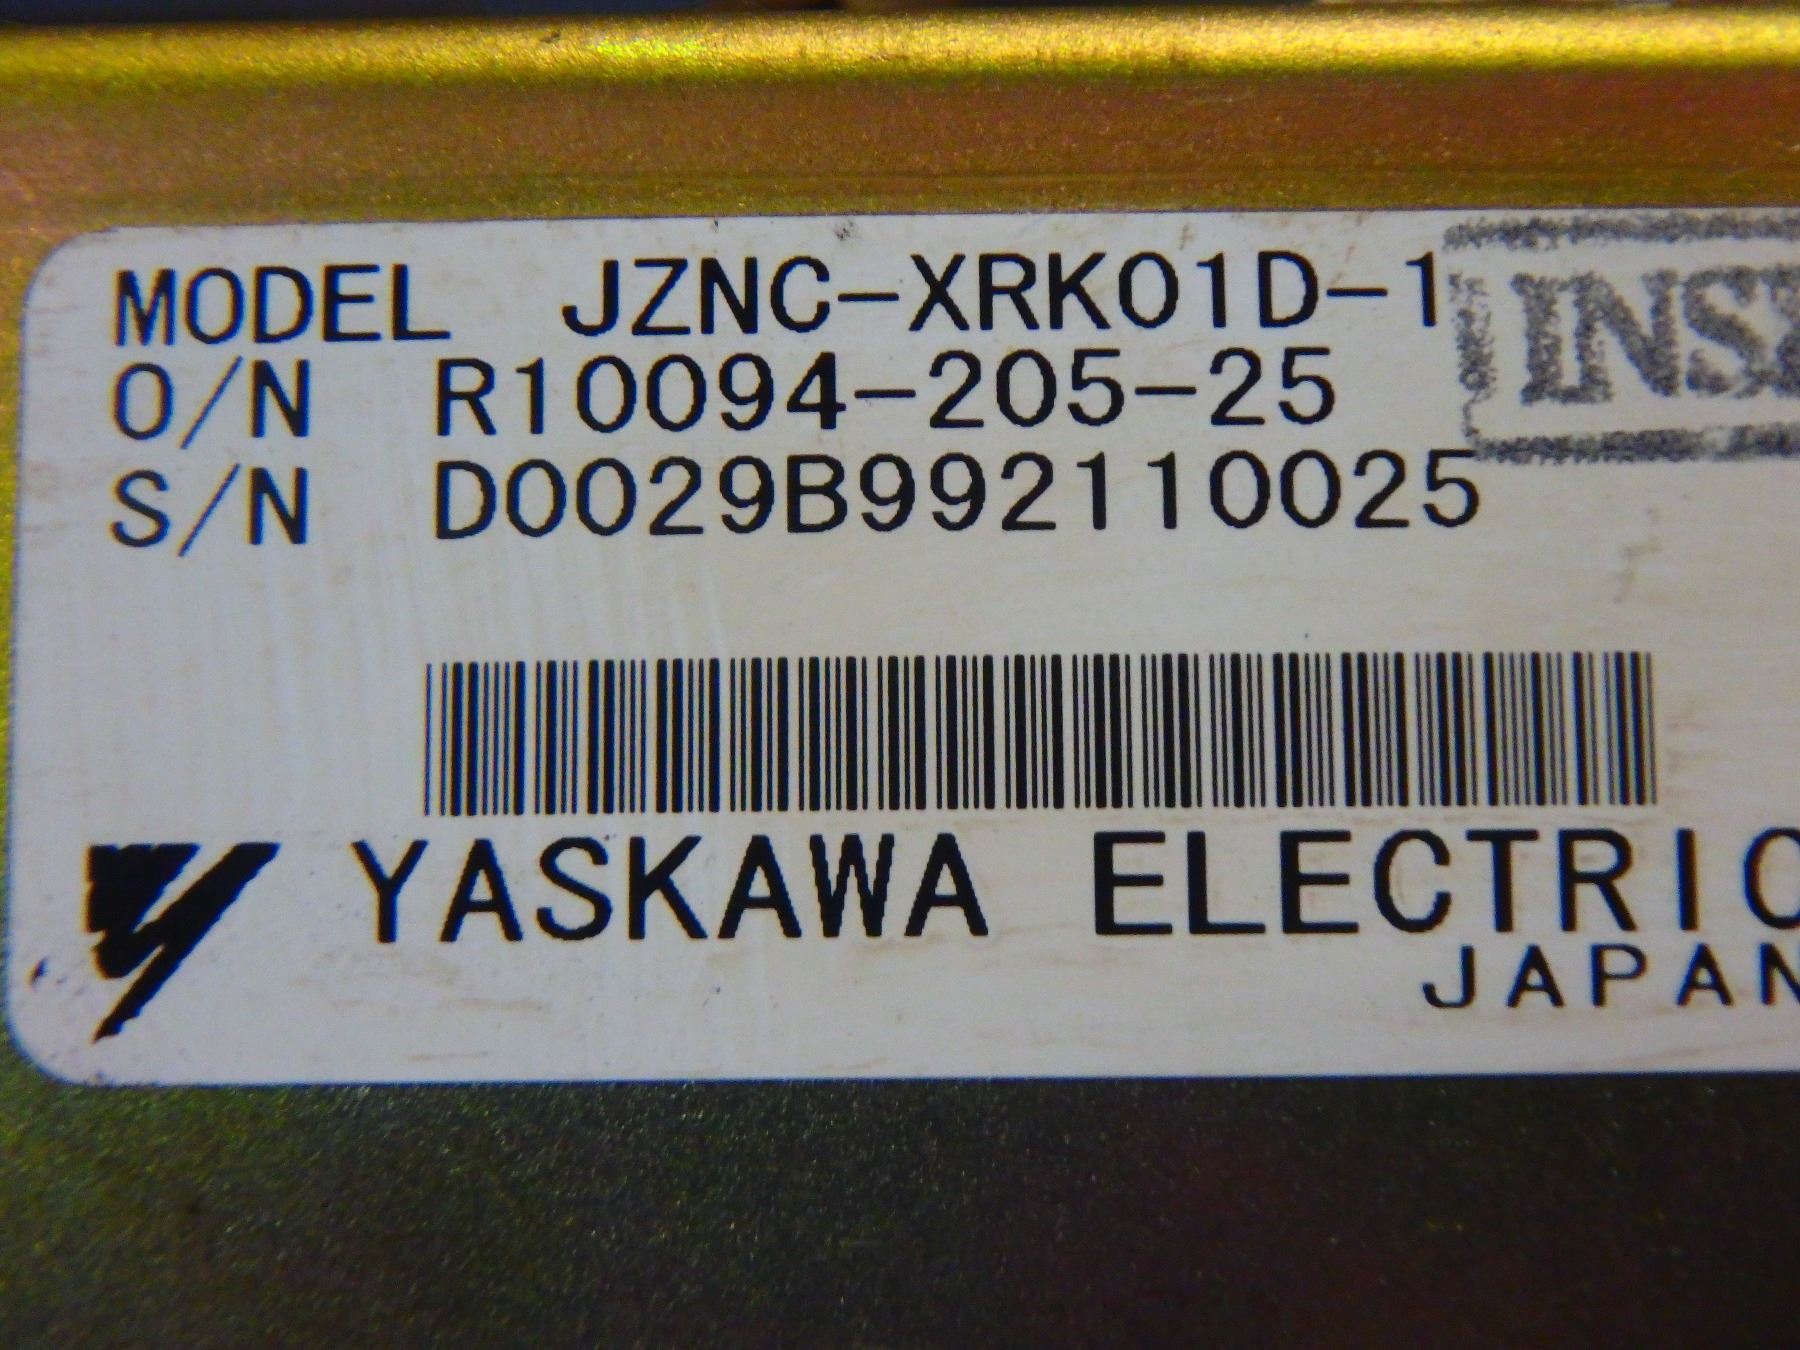 MODEL JZNC-XRK01D-1
O/N R10094-205-25
S/N D0029B992110025
YASKAWA ELECTRIC
JAPAN